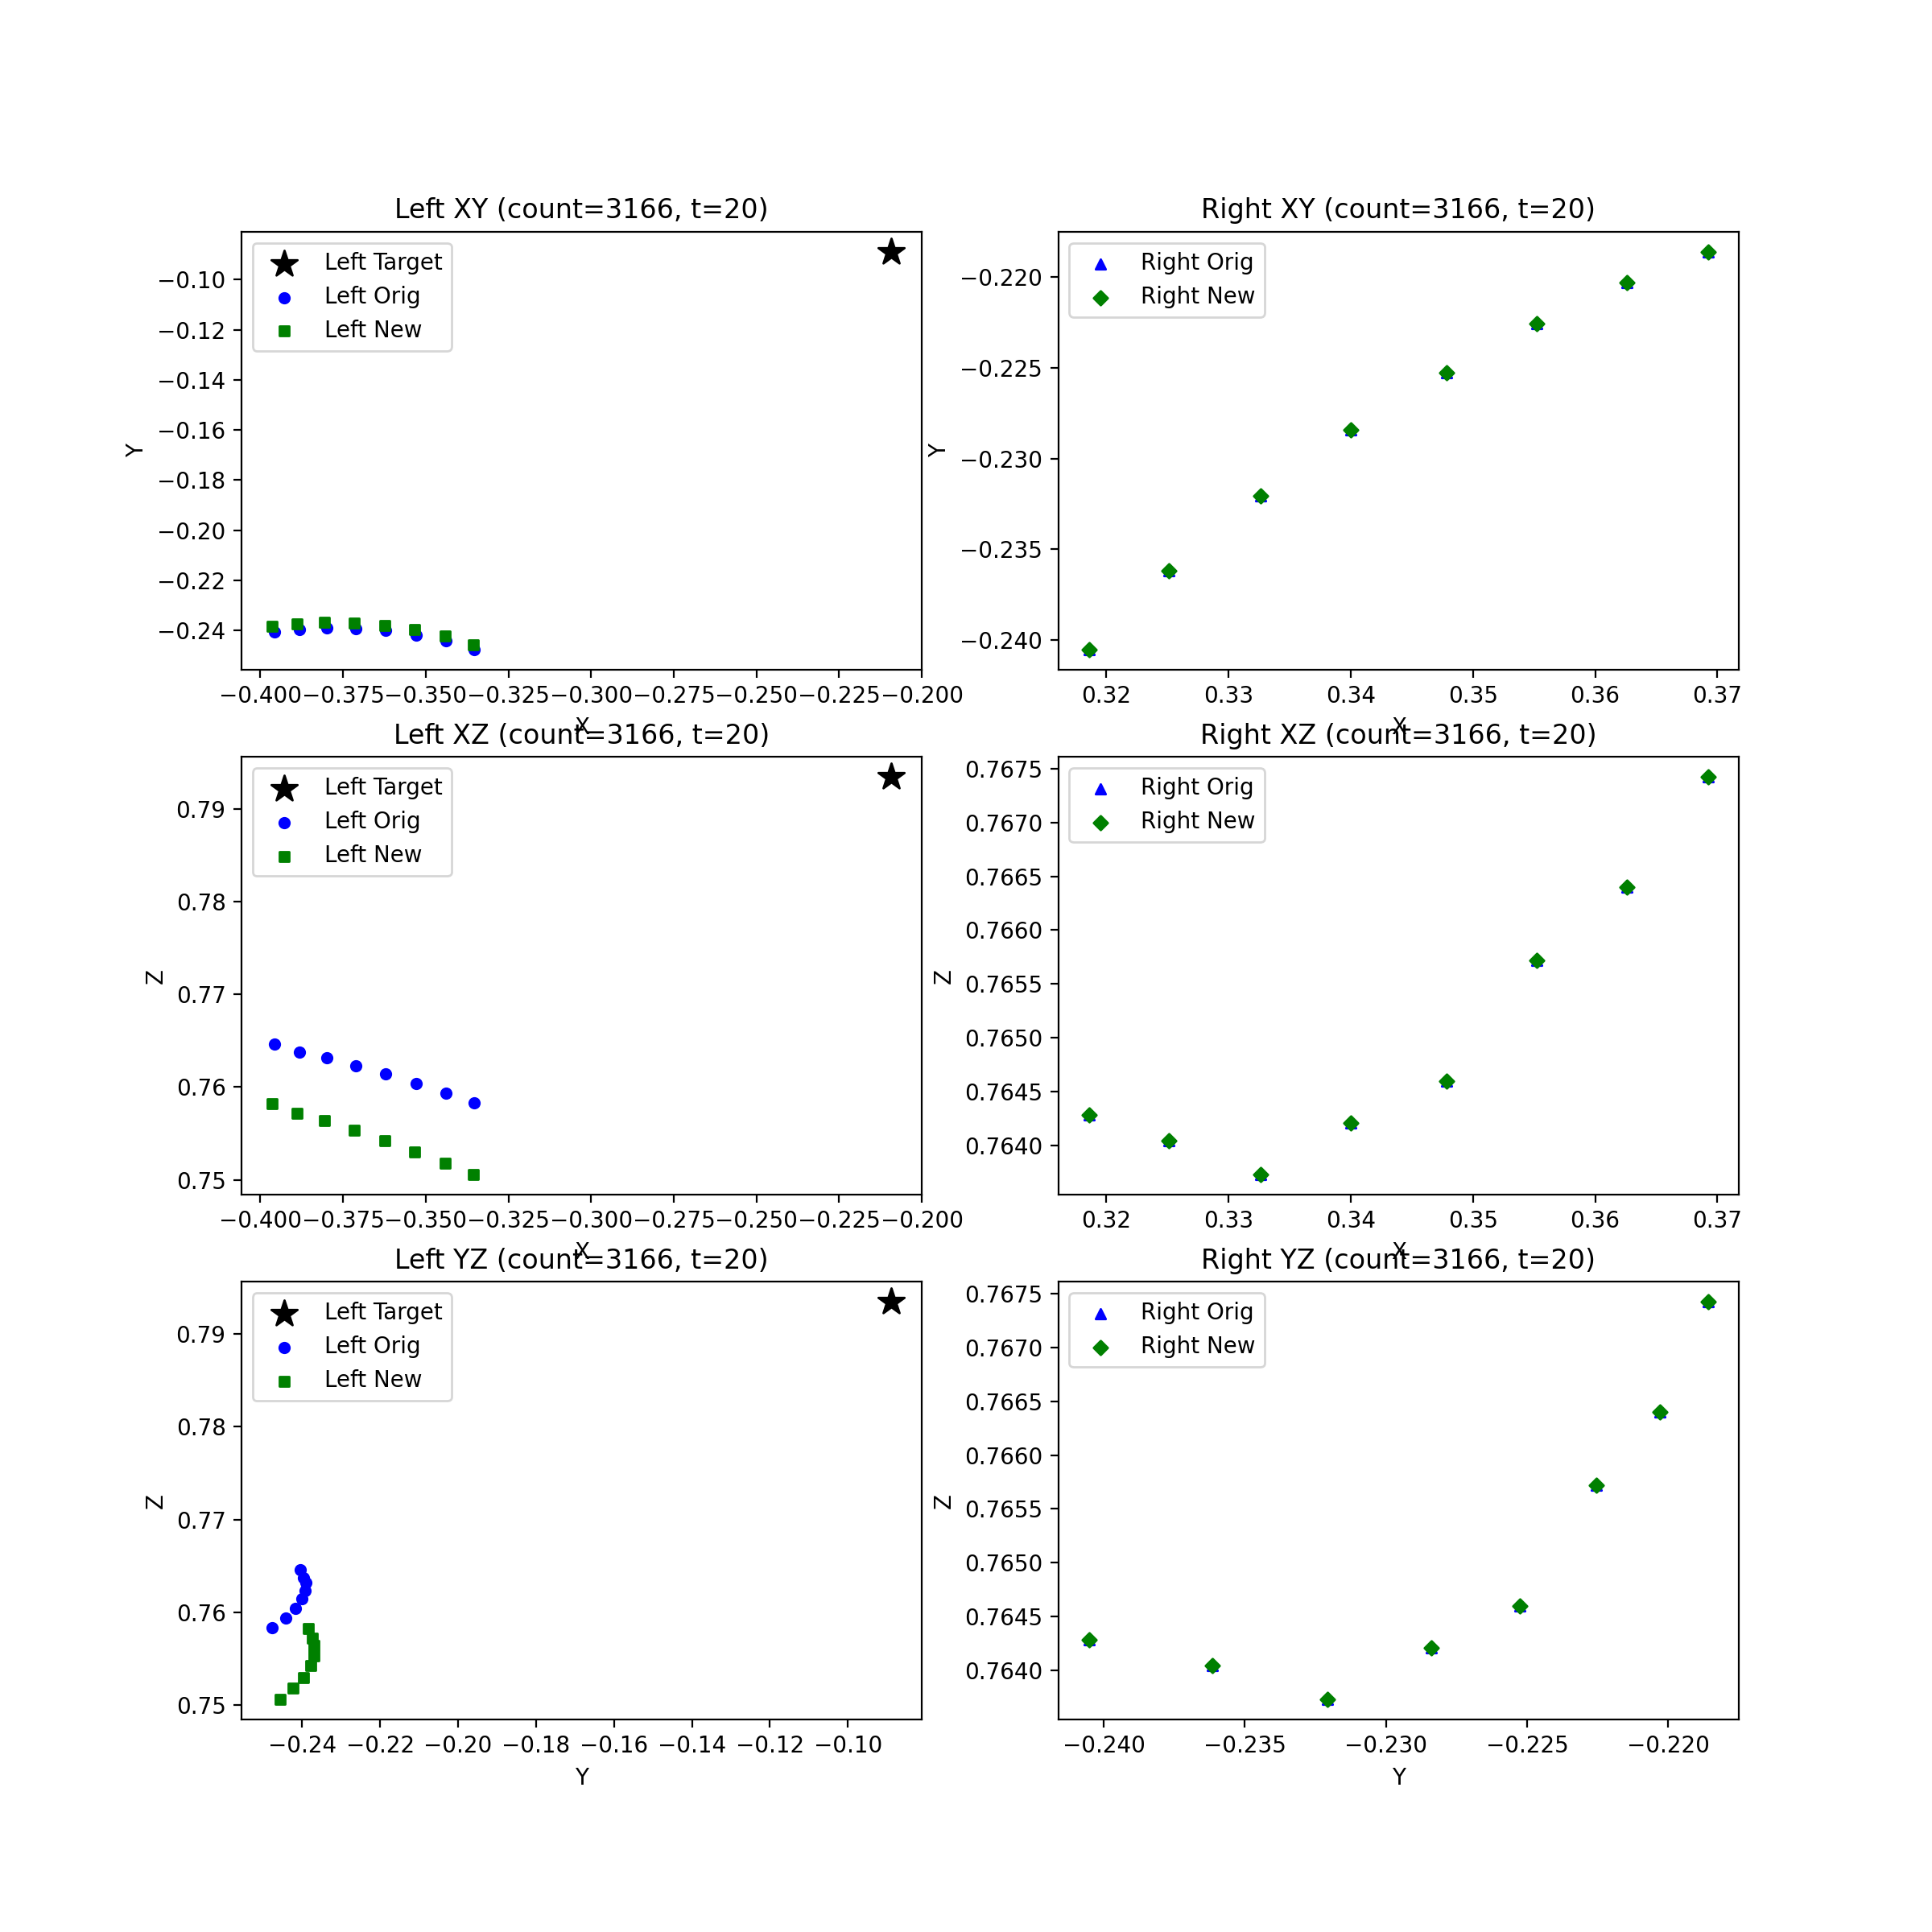 Left XY (count=3166, t=20)
Left Target
Left Orig
Left New
Y
−0.10
−0.12
−0.14
−0.16
−0.18
−0.20
−0.22
−0.24
−0.400 −0.375 −0.350 −0.325 −0.300 −0.275 −0.250 −0.225 −0.200
X
Right XY (count=3166, t=20)
Right Orig
Right New
Y
−0.220
−0.225
−0.230
−0.235
−0.240
0.32 0.33 0.34 0.35 0.36 0.37
X
Left XZ (count=3166, t=20)
Left Target
Left Orig
Left New
Z
0.79
0.78
0.77
0.76
0.75
−0.400 −0.375 −0.350 −0.325 −0.300 −0.275 −0.250 −0.225 −0.200
X
Right XZ (count=3166, t=20)
Right Orig
Right New
Z
0.7675
0.7670
0.7665
0.7660
0.7655
0.7650
0.7645
0.7640
0.32 0.33 0.34 0.35 0.36 0.37
X
Left YZ (count=3166, t=20)
Left Target
Left Orig
Left New
Z
0.79
0.78
0.77
0.76
0.75
−0.24 −0.22 −0.20 −0.18 −0.16 −0.14 −0.12 −0.10
Y
Right YZ (count=3166, t=20)
Right Orig
Right New
Z
0.7675
0.7670
0.7665
0.7660
0.7655
0.7650
0.7645
0.7640
−0.240 −0.235 −0.230 −0.225 −0.220
Y